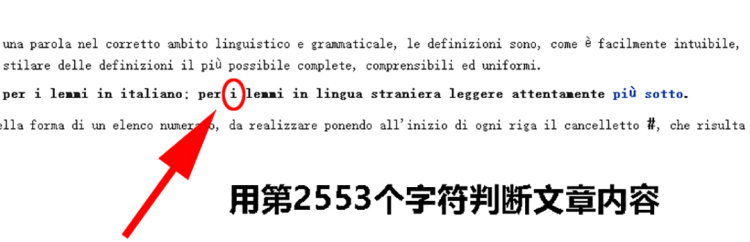 una parola nel corretto ambito linguistico e grammaticale, le definizioni sono, come è facilmente intuibile,
stilare delle definizioni il più possibile complete, comprensibili ed uniformi.
per i lemmi in italiano; per i lemmi in lingua straniera leggere attentamente più sotto.
ella forma di un elenco numerato, da realizzare ponendo all'inizio di ogni riga il cancelletto #, che risulta
用第2553个字符判断文章内容